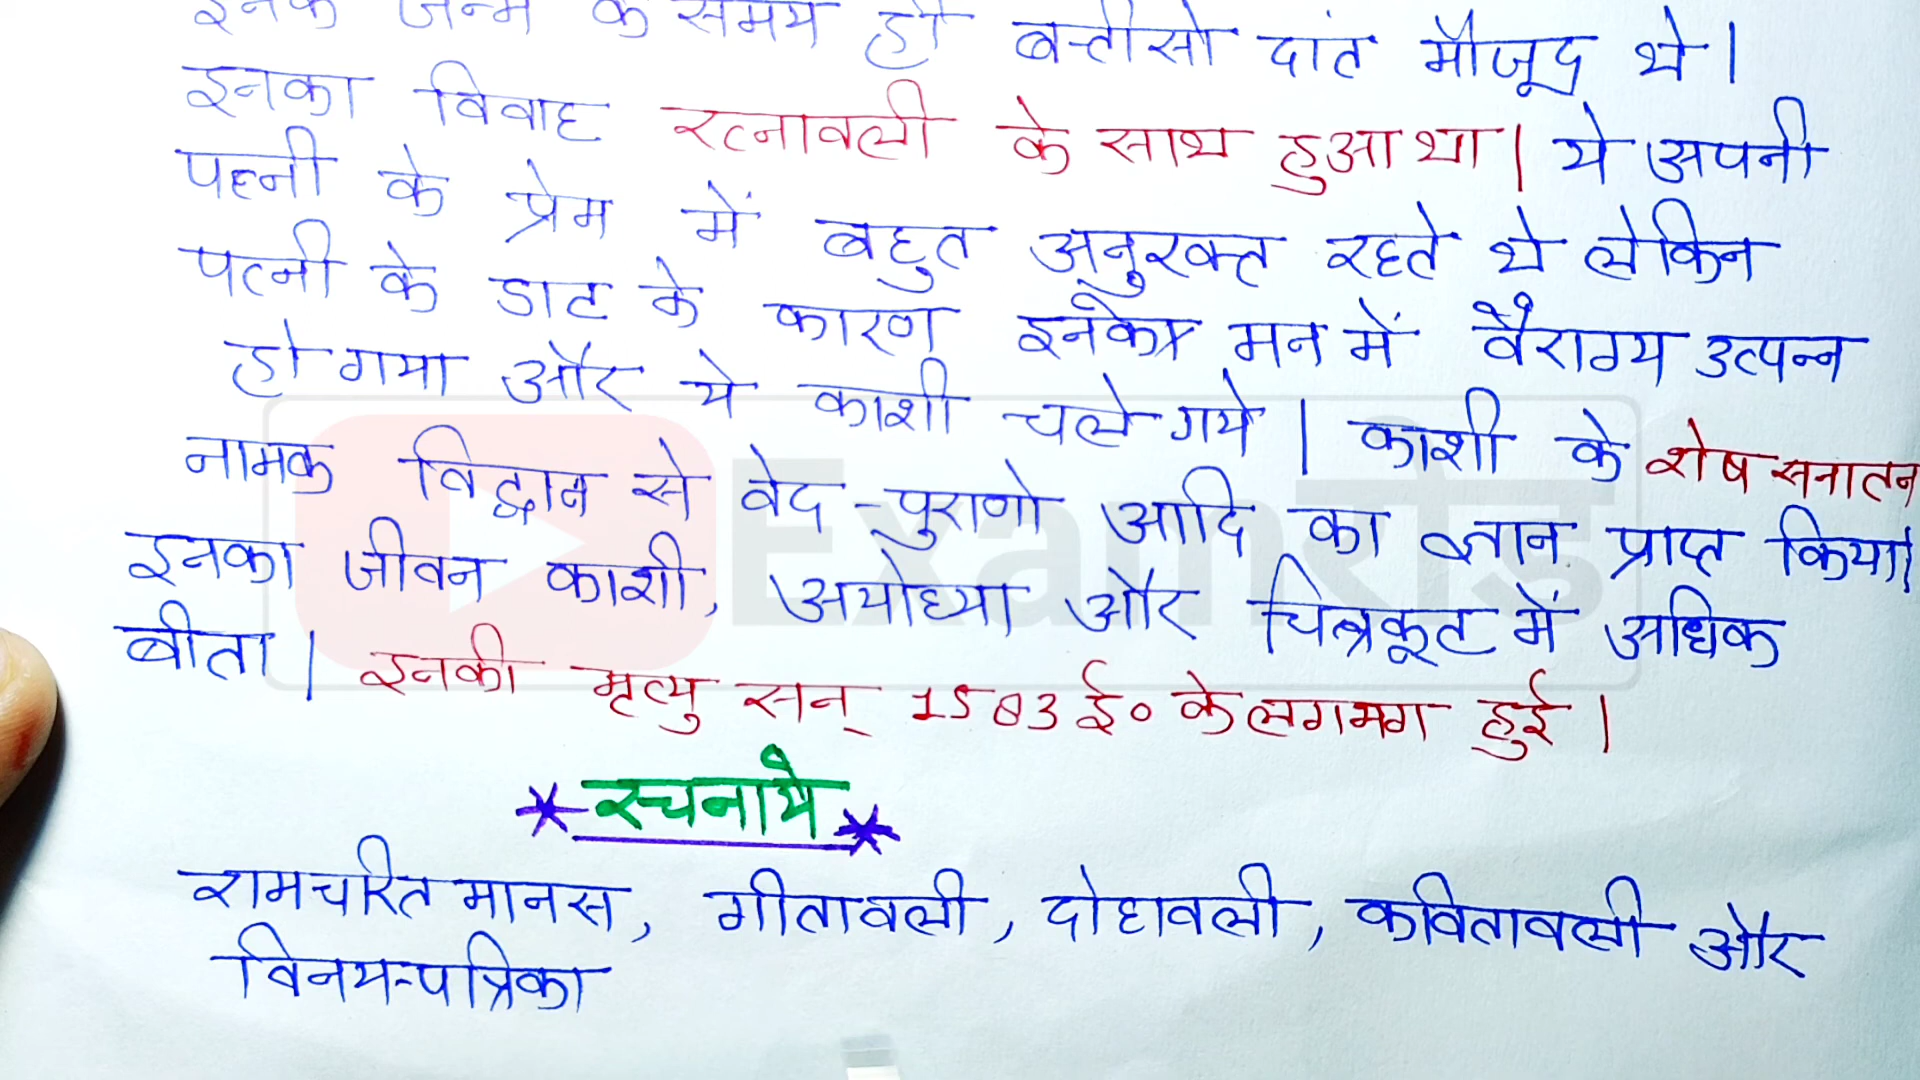 इनके जन्म के समय ही बत्तीसो दांत मौजूद थे।
इनका विवाह रत्नावली के साथ हुआ था। ये अपनी
पत्नी के प्रेम में बहुत अनुरक्त रहते थे लेकिन
पत्नी के डाट के कारण इनके मन में वैराग्य उत्पन्न
हो गया और ये काशी चले गये। काशी के शेष सनातन
नामक विद्वान से वेद-पुराणो आदि का ज्ञान प्राप्त किया।
इनका जीवन काशी, अयोध्या और चित्रकूट में अधिक
बीता। इनकी मृत्यु सन् 1583 ई० के लगभग हुई।
*रचनाये*
रामचरित मानस, गीतावली, दोहावली, कवितावली और
विनय-पत्रिका
Examरोड